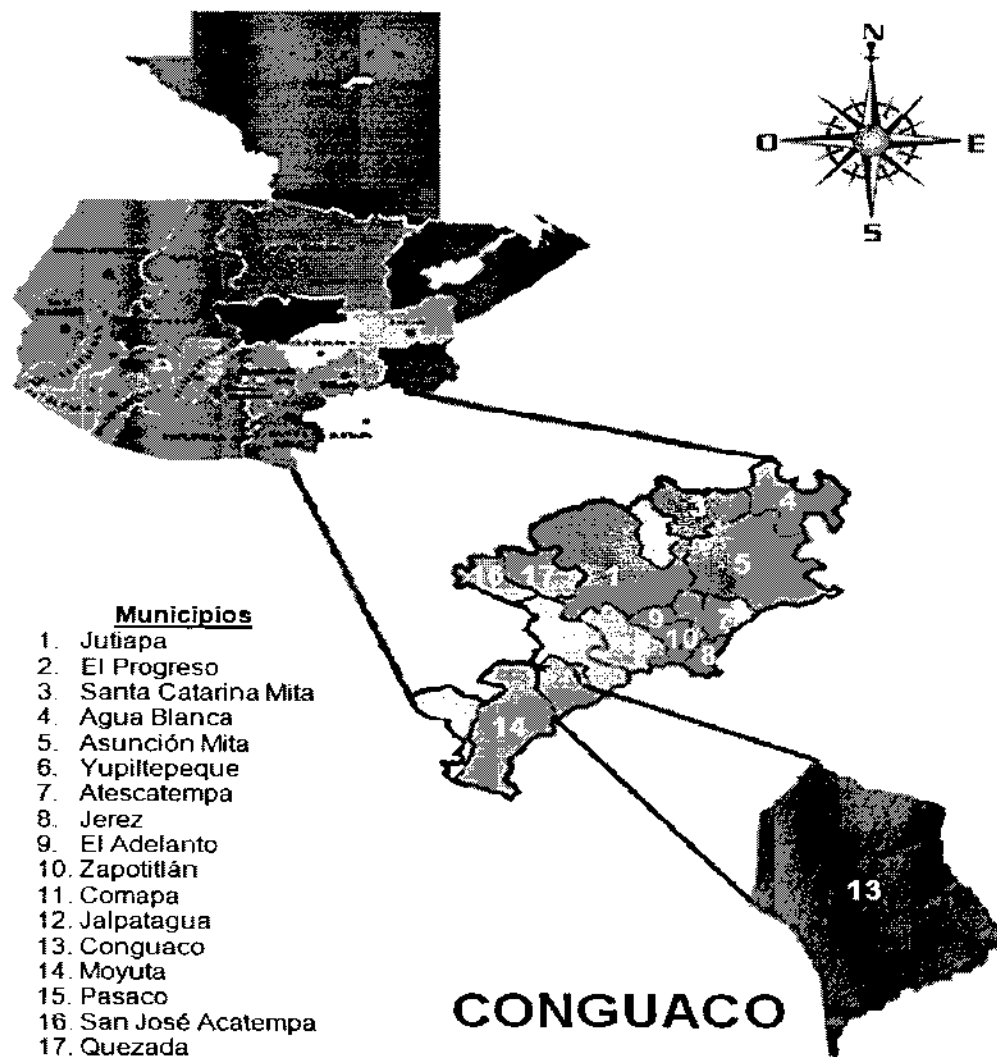 N
O
E
S
4
3
5
1
16
17
9
7
10
8
14
13
Municipios
1. Jutiapa
2. El Progreso
3. Santa Catarina Mita
4. Agua Blanca
5. Asunción Mita
6. Yupiltepeque
7. Atescatempa
8. Jerez
9. El Adelanto
10. Zapotitlán
11. Comapa
12. Jalpatagua
13. Conguaco
14. Moyuta
15. Pasaco
16. San José Acatempa
17. Quezada
CONGUACO